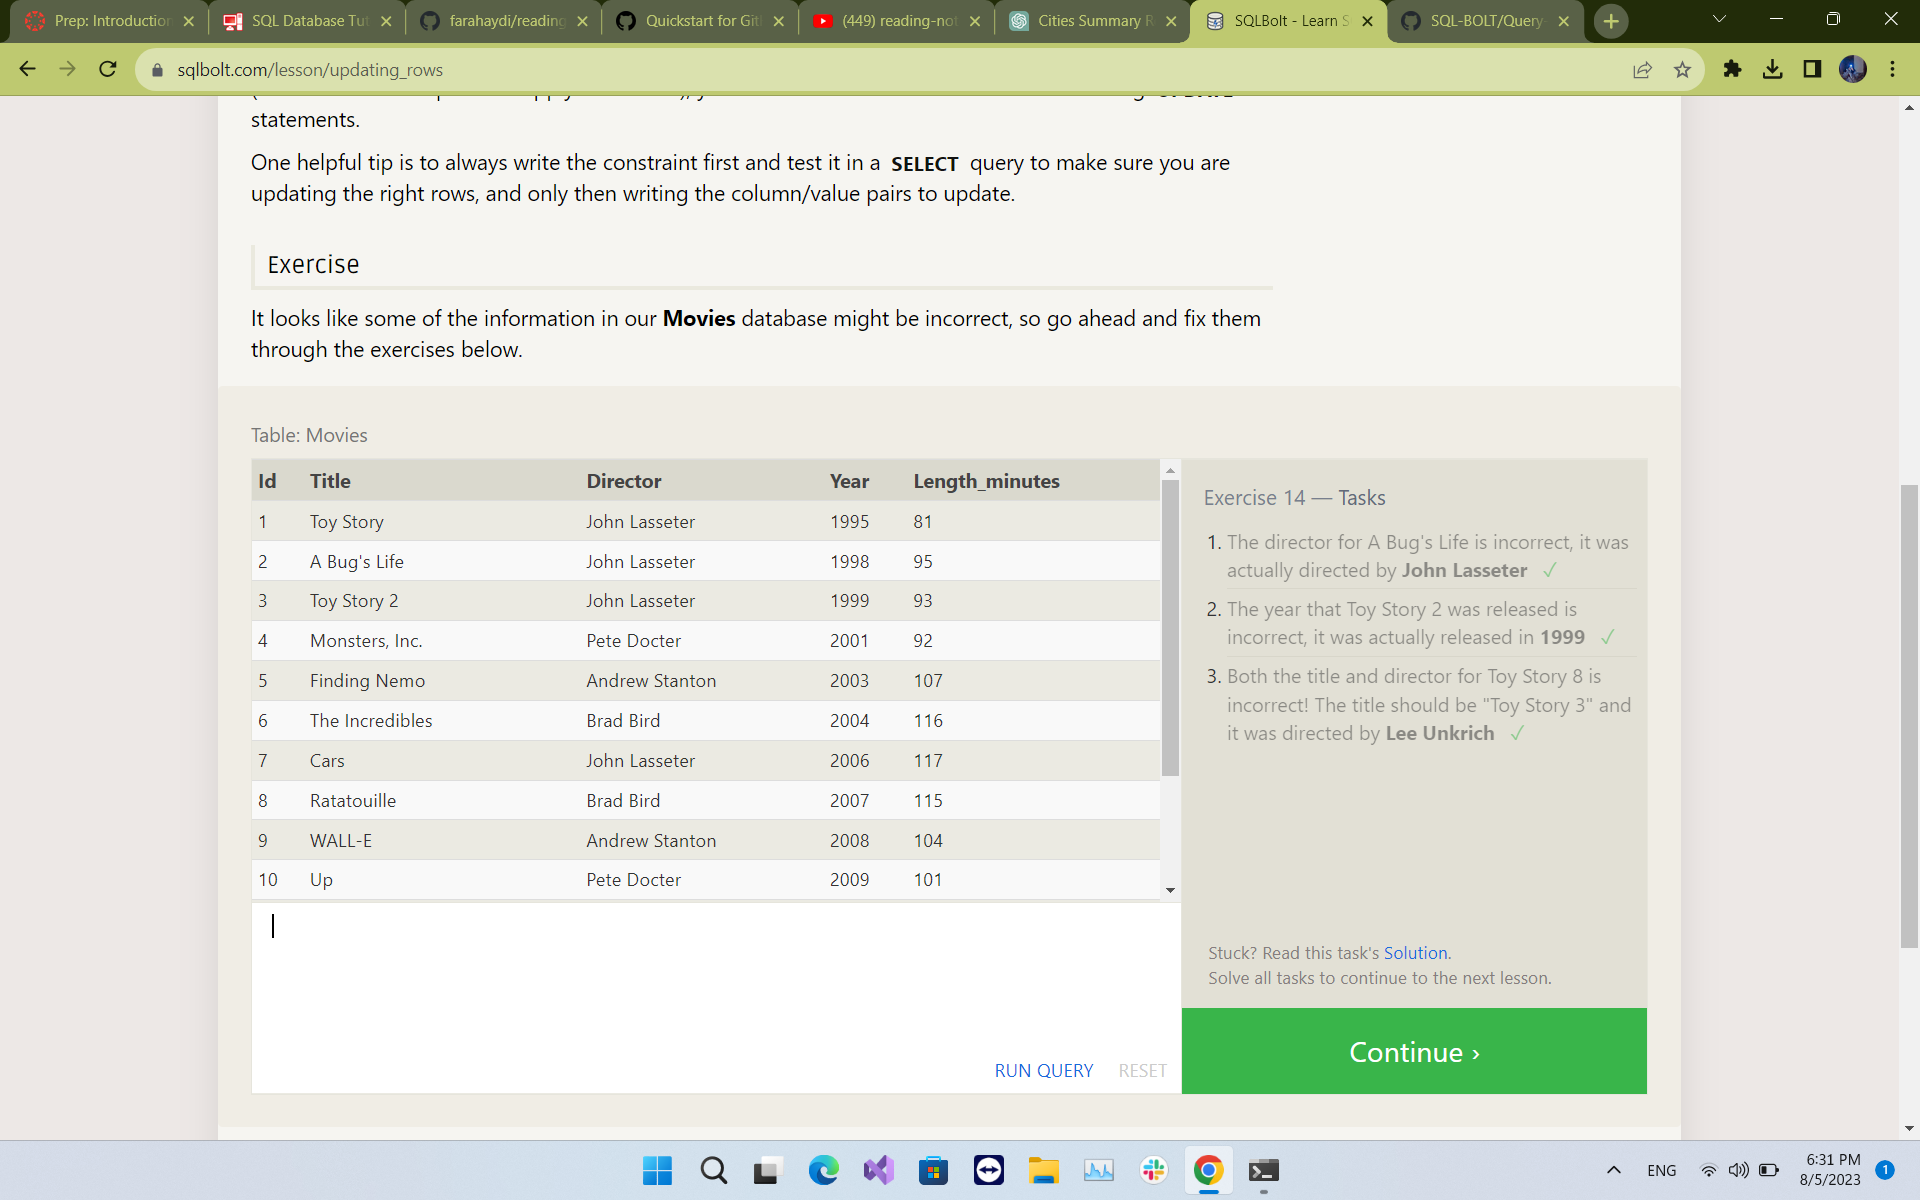 Prep: Introduction
SQL Database Tut
farahaydi/reading
Quickstart for Git
(449) reading-not
Cities Summary R
SQLBolt - Learn S
SQL-BOLT/Query-
sqlbolt.com/lesson/updating_rows
statements.
One helpful tip is to always write the constraint first and test it in a SELECT query to make sure you are
updating the right rows, and only then writing the column/value pairs to update.
Exercise
It looks like some of the information in our Movies database might be incorrect, so go ahead and fix them
through the exercises below.
Table: Movies
Id Title Director Year Length_minutes
1 Toy Story John Lasseter 1995 81
2 A Bug's Life John Lasseter 1998 95
3 Toy Story 2 John Lasseter 1999 93
4 Monsters, Inc. Pete Docter 2001 92
5 Finding Nemo Andrew Stanton 2003 107
6 The Incredibles Brad Bird 2004 116
7 Cars John Lasseter 2006 117
8 Ratatouille Brad Bird 2007 115
9 WALL-E Andrew Stanton 2008 104
10 Up Pete Docter 2009 101
RUN QUERY RESET
Exercise 14 — Tasks
1. The director for A Bug's Life is incorrect, it was
actually directed by John Lasseter ✓
2. The year that Toy Story 2 was released is
incorrect, it was actually released in 1999 ✓
3. Both the title and director for Toy Story 8 is
incorrect! The title should be "Toy Story 3" and
it was directed by Lee Unkrich ✓
Stuck? Read this task's Solution.
Solve all tasks to continue to the next lesson.
Continue ›
ENG
6:31 PM
8/5/2023
1